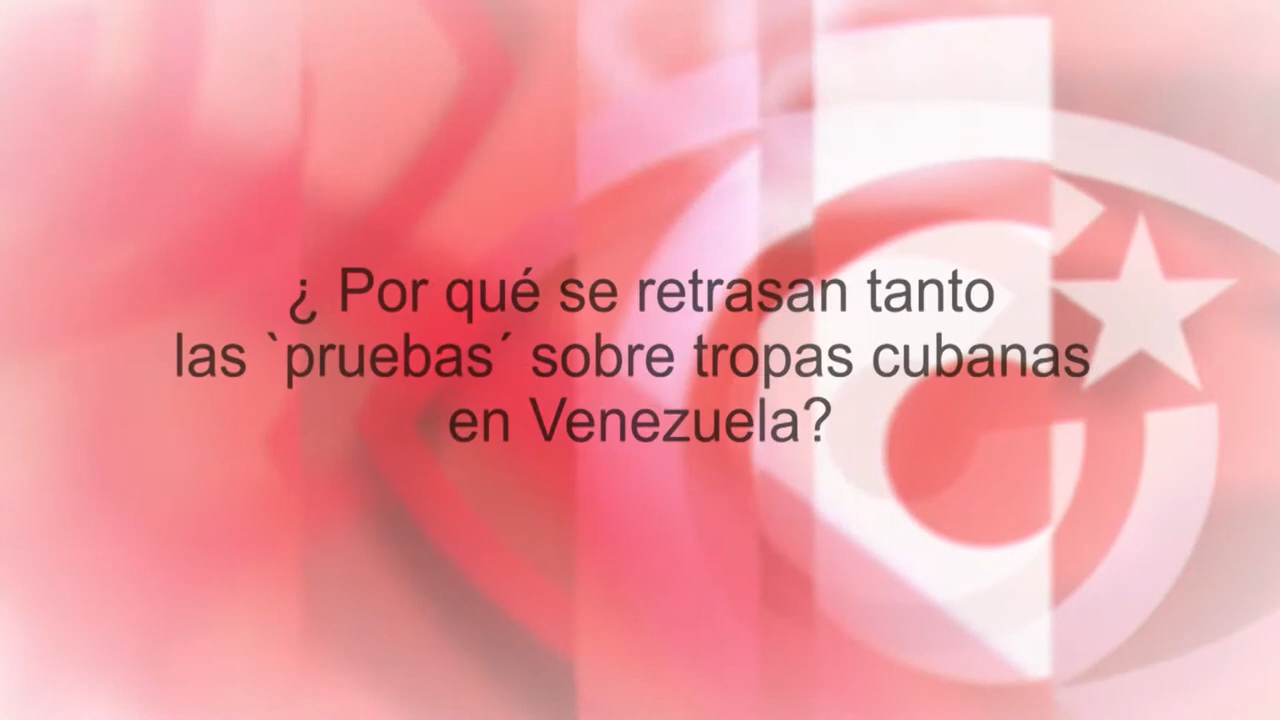 ¿ Por qué se retrasan tanto
las `pruebas´ sobre tropas cubanas
en Venezuela?